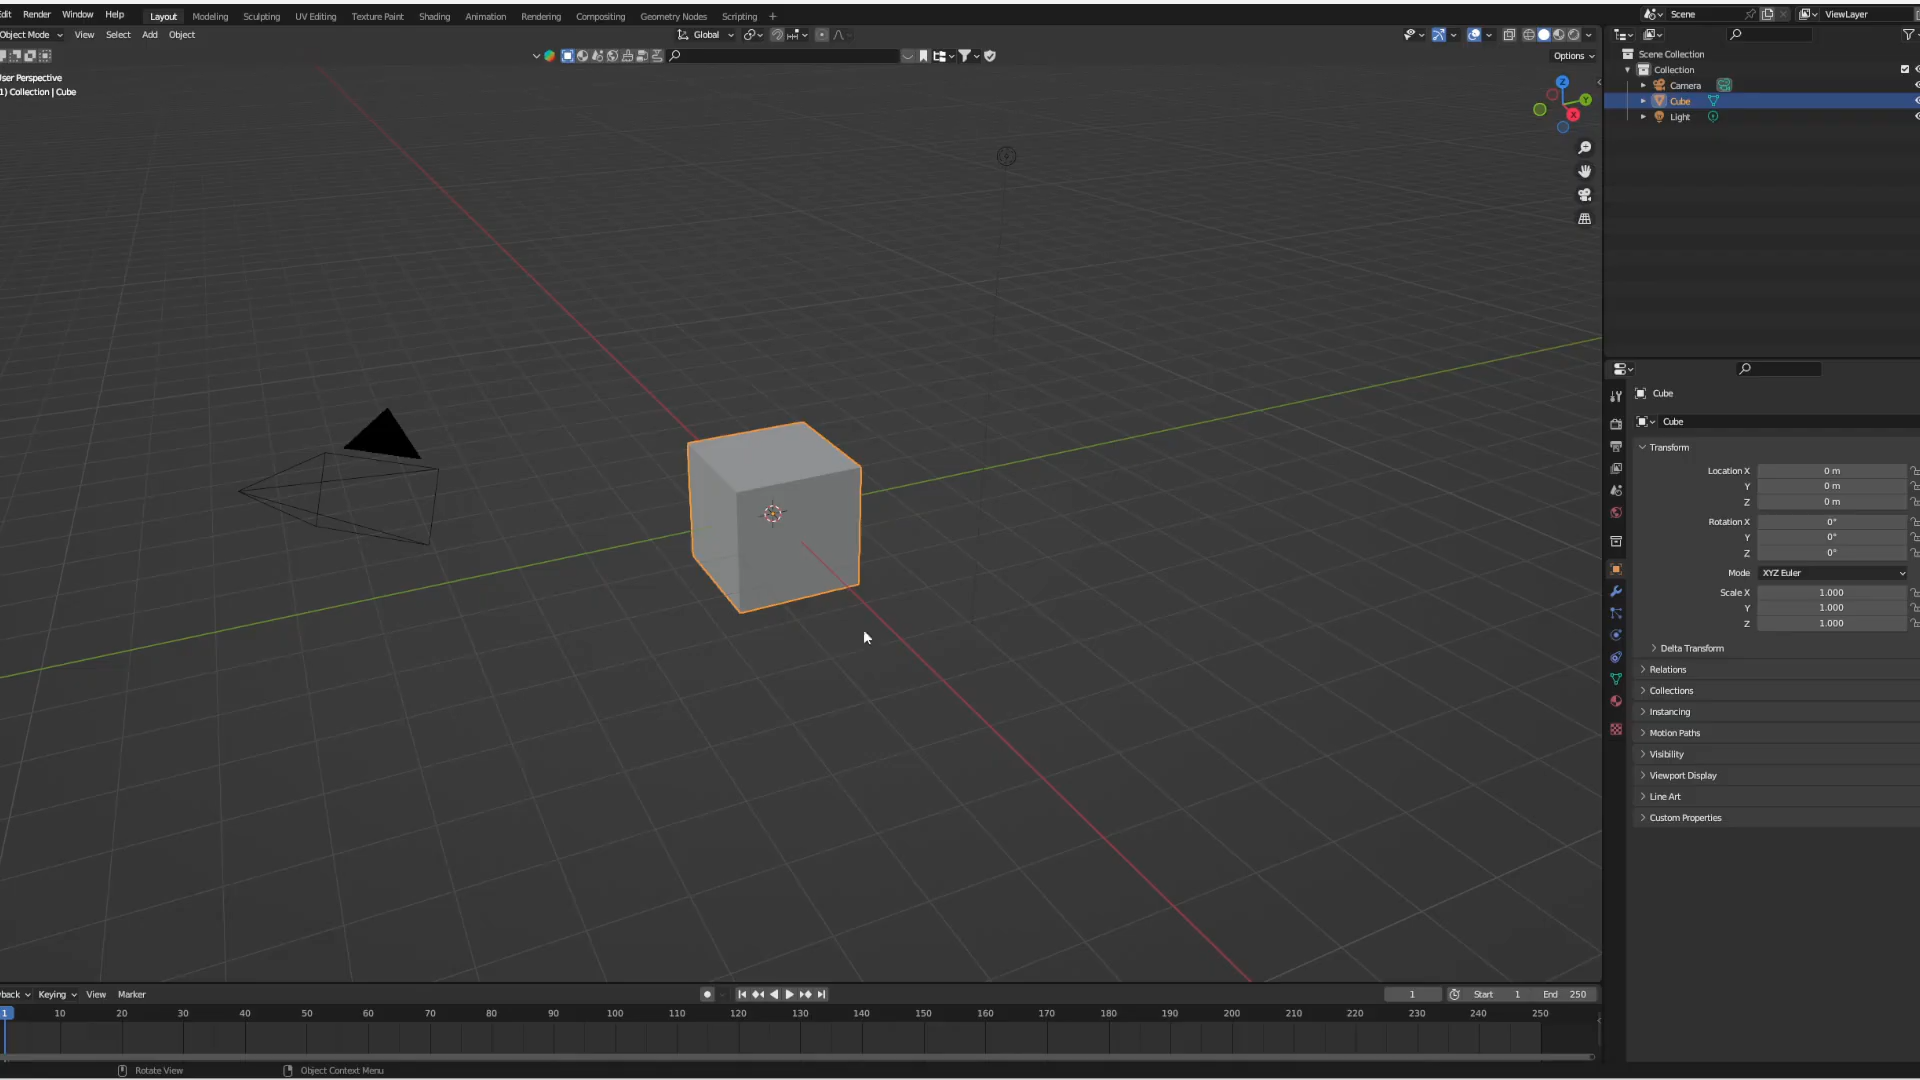 dit Render Window Help Layout Modeling Sculpting UV Editing Texture Paint Shading Animation Rendering Compositing Geometry Nodes Scripting + Scene ViewLayer
Object Mode View Select Add Object Global
Options
ser Perspective
1) Collection | Cube
Z
Y
X
Scene Collection
Collection
Camera
Cube
Light
Cube
Cube
Transform
Location X 0 m
Y 0 m
Z 0 m
Rotation X 0°
Y 0°
Z 0°
Mode XYZ Euler
Scale X 1.000
Y 1.000
Z 1.000
Delta Transform
Relations
Collections
Instancing
Motion Paths
Visibility
Viewport Display
Line Art
Custom Properties
yback Keying View Marker 1 Start 1 End 250
1 10 20 30 40 50 60 70 80 90 100 110 120 130 140 150 160 170 180 190 200 210 220 230 240 250
Rotate View Object Context Menu